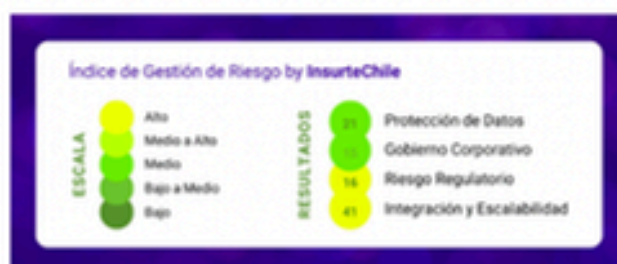 Índice de Gestión de Riesgo by InsurteChile
ESCALA
Alto
Medio a Alto
Medio
Bajo a Medio
Bajo
RESULTADOS
21 Protección de Datos
Gobierno Corporativo
16 Riesgo Regulatorio
41 Integración y Escalabilidad